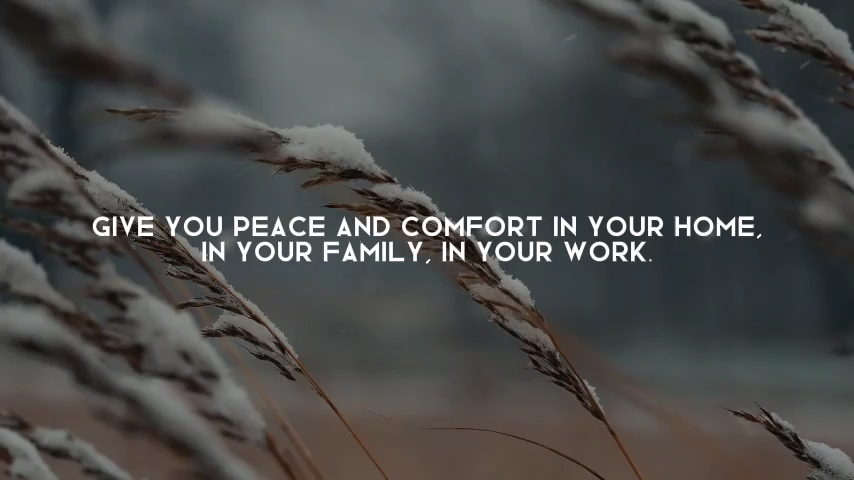 GIVE YOU PEACE AND COMFORT IN YOUR HOME,
IN YOUR FAMILY, IN YOUR WORK.